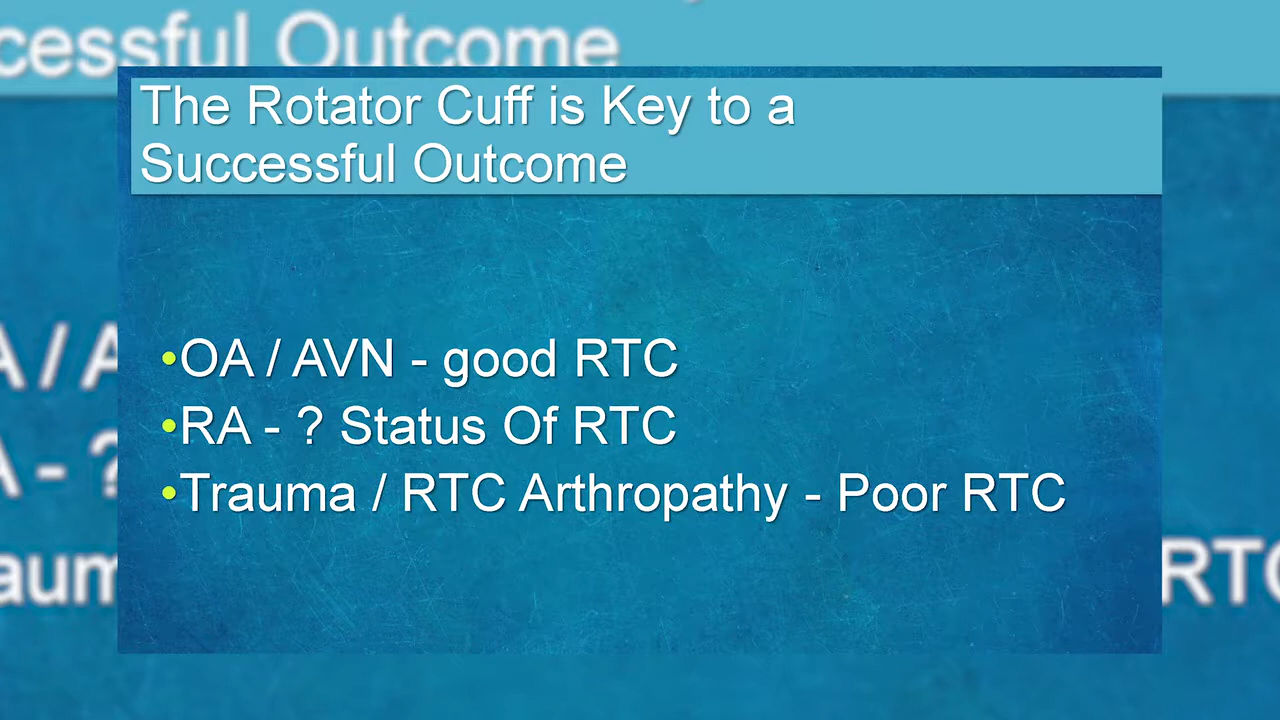 The Rotator Cuff is Key to a
Successful Outcome
•OA / AVN - good RTC
•RA - ? Status Of RTC
•Trauma / RTC Arthropathy - Poor RTC